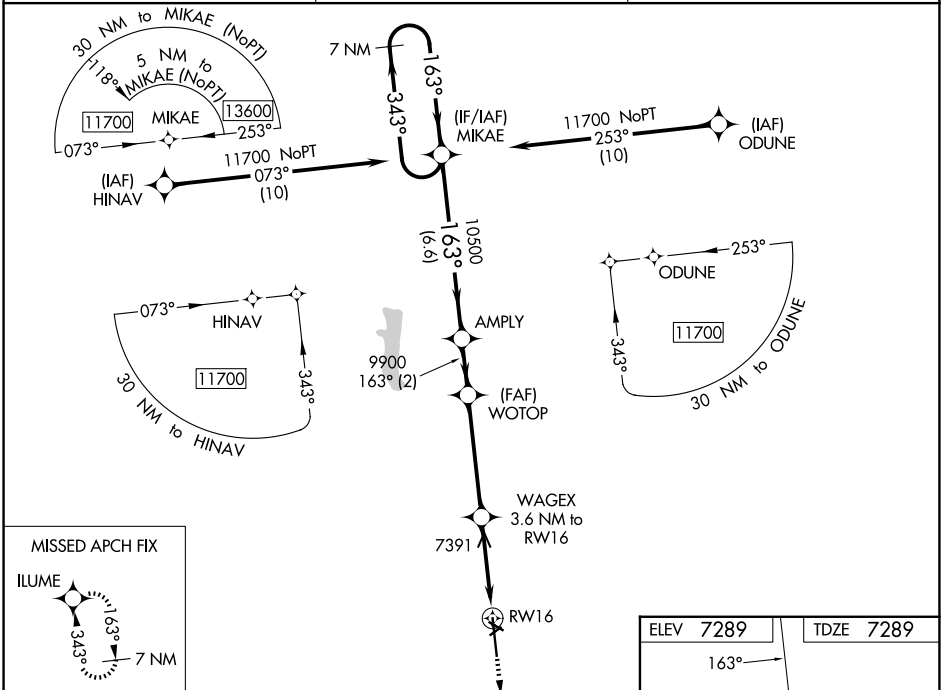 30 NM to MIKAE (NoPT)
5 NM to
MIKAE (NoPT)
118°
11700
13600
MIKAE
073°
253°
7 NM
163°
343°
(IF/IAF)
MIKAE
11700 NoPT
253°
(10)
(IAF)
ODUNE
(IAF)
HINAV
11700 NoPT
073°
(10)
10500
163°
(6.6)
073°
HINAV
11700
343°
30 NM to HINAV
253°
ODUNE
11700
343°
30 NM to ODUNE
AMPLY
9900
163° (2)
(FAF)
WOTOP
WAGEX
3.6 NM to
RW16
7391
RW16
MISSED APCH FIX
ILUME
163°
343°
7 NM
ELEV 7289
TDZE 7289
163°